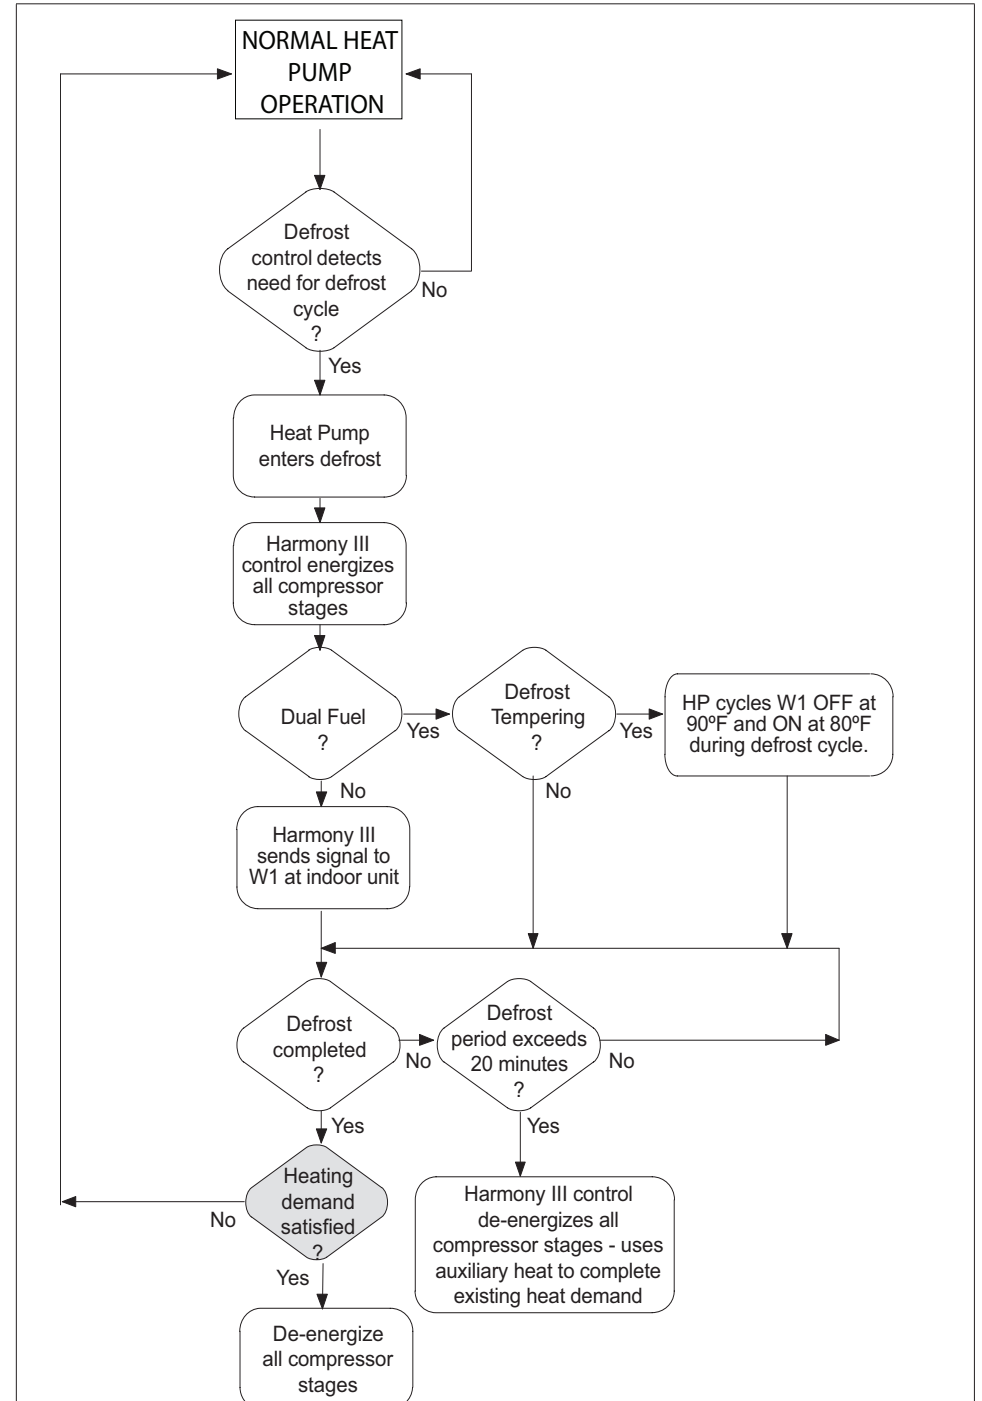 NORMAL HEAT
PUMP
OPERATION
Defrost
control detects
need for defrost
cycle
?
No
Yes
Heat Pump
enters defrost
Harmony III
control energizes
all compressor
stages
Dual Fuel
?
Yes
Defrost
Tempering
?
Yes
HP cycles W1 OFF at
90ºF and ON at 80ºF
during defrost cycle.
No
No
Harmony III
sends signal to
W1 at indoor unit
Defrost
completed
?
No
Defrost
period exceeds
20 minutes
?
No
Yes
Yes
Heating
demand
satisfied
?
No
Yes
Harmony III control
de-energizes all
compressor stages - uses
auxiliary heat to complete
existing heat demand
De-energize
all compressor
stages